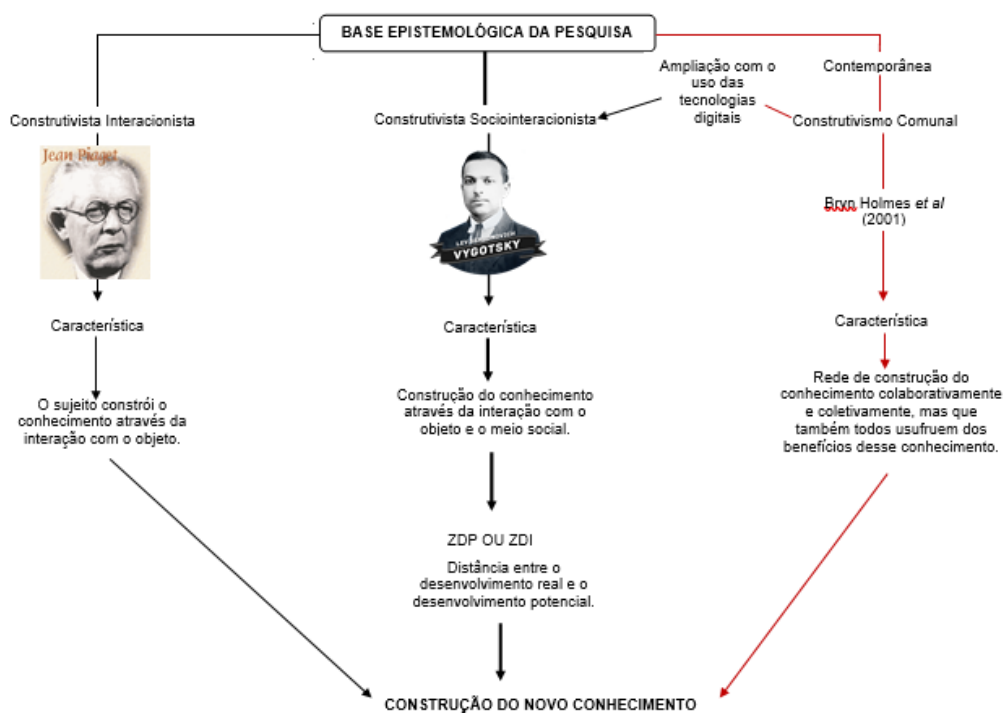 BASE EPISTEMOLÓGICA DA PESQUISA
Ampliação com o
uso das
tecnologias
digitais
Contemporânea
Construtivista Interacionista
Construtivista Sociointeracionista
Construtivismo Comunal
Jean Piaget
VYGOTSKY
Bryn Holmes et al
(2001)
Característica
Característica
Característica
O sujeito constrói o
conhecimento através da
interação com o objeto.
Construção do conhecimento
através da interação com o
objeto e o meio social.
Rede de construção do
conhecimento colaborativamente
e coletivamente, mas que
também todos usufruem dos
benefícios desse conhecimento.
ZDP OU ZDI
Distância entre o
desenvolvimento real e o
desenvolvimento potencial.
CONSTRUÇÃO DO NOVO CONHECIMENTO